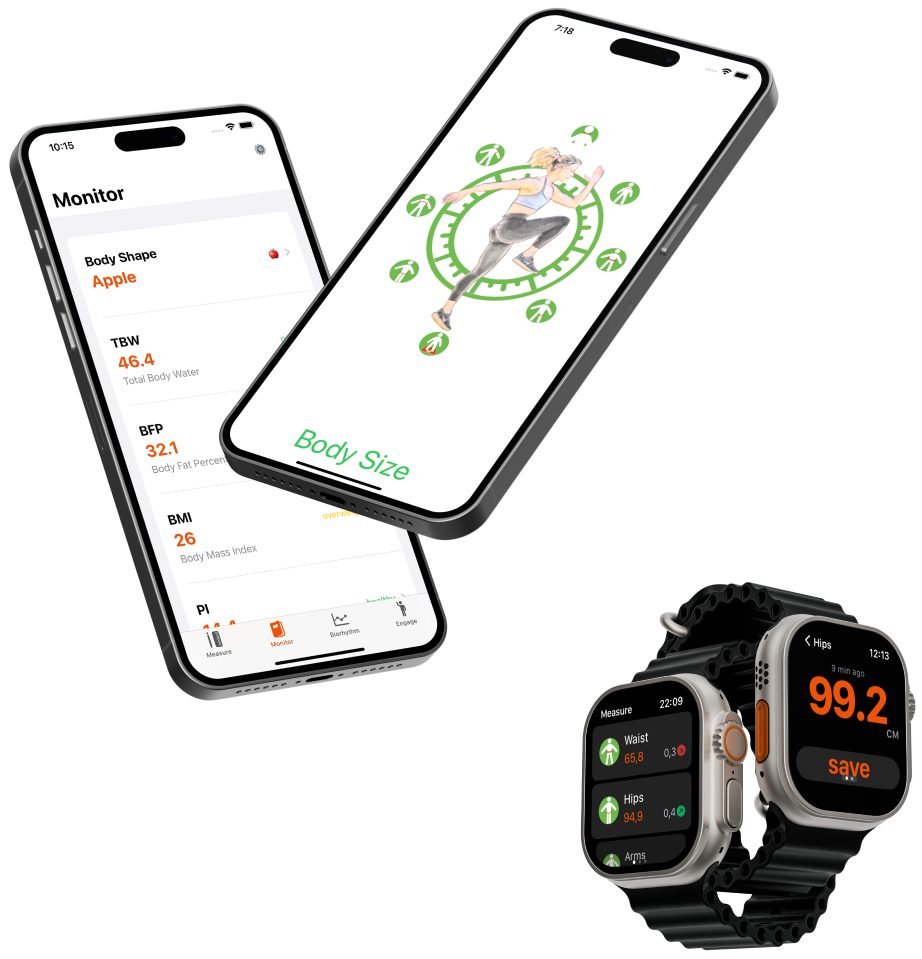 10:15
Monitor
Body Shape
Apple
TBW
46.4
Total Body Water
BFP
32.1
Body Fat
BMI
26
Body Mass Index
PI
healthy
Measure
Monitor
Biorhythm
Engage
7:18
Body Size
Measure
22:09
Waist
65,8
0,3
Hips
94,9
0,4
Arms
Hips
12:13
9 min ago
99.2
CM
save